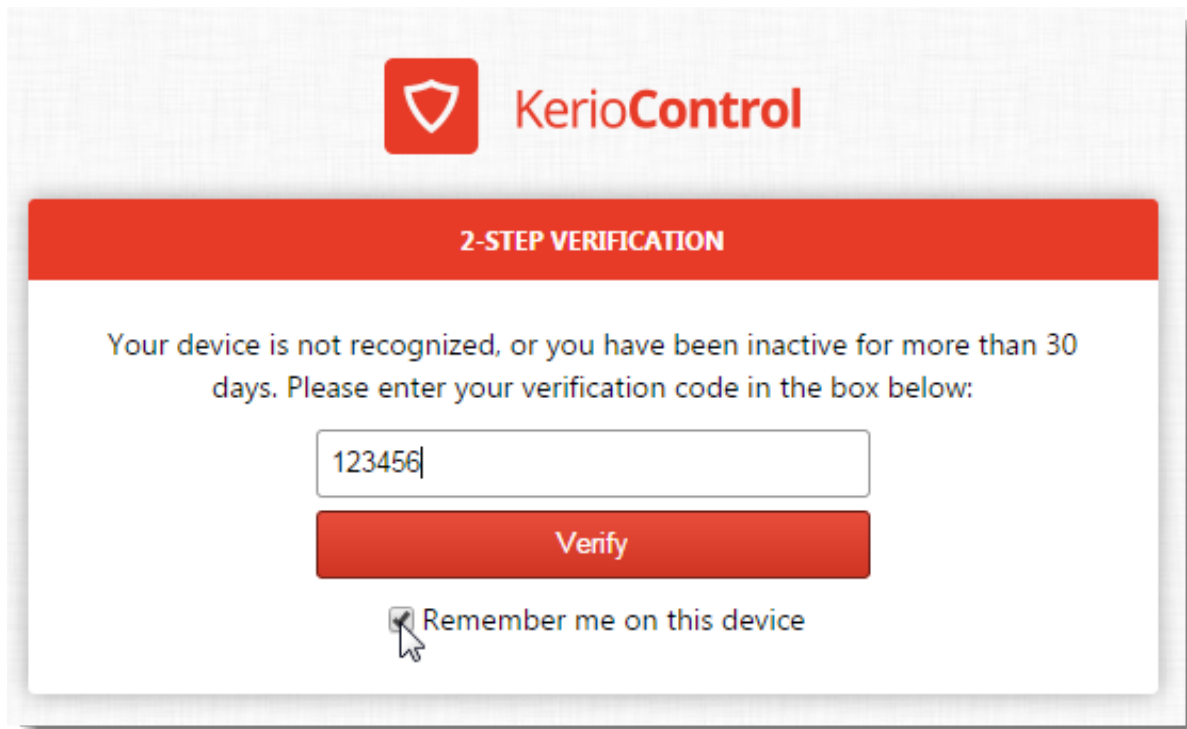 KerioControl
2-STEP VERIFICATION
Your device is not recognized, or you have been inactive for more than 30
days. Please enter your verification code in the box below:
123456
Verify
Remember me on this device